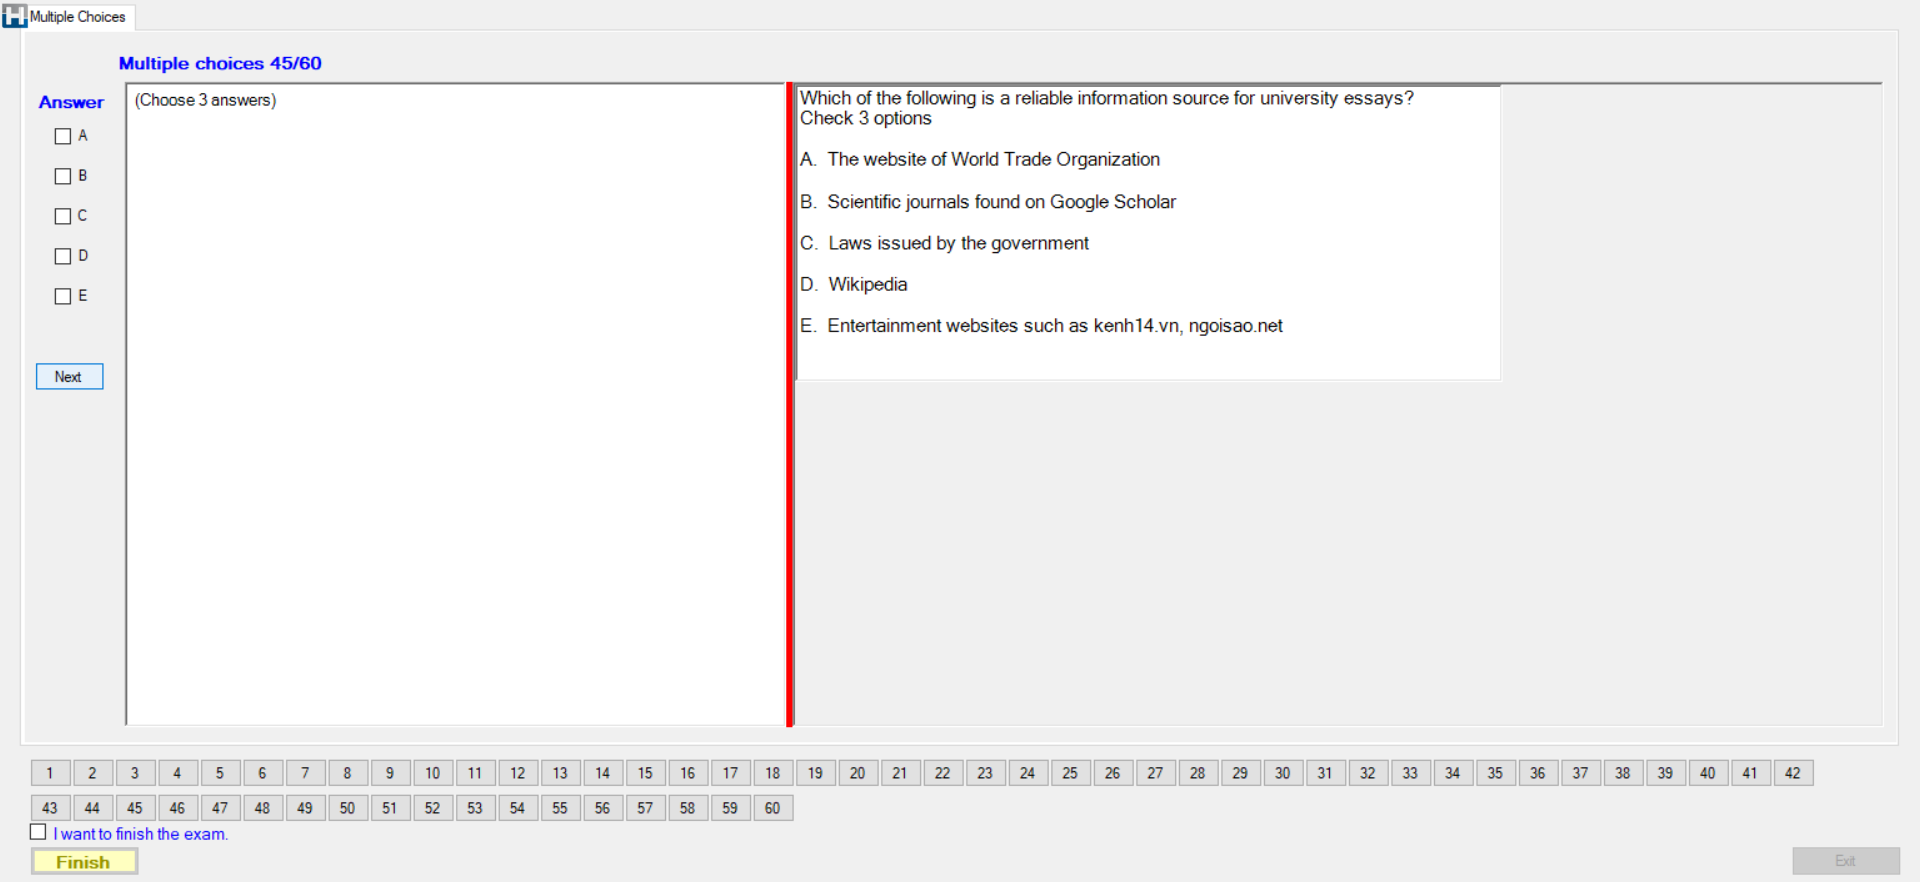 Multiple Choices
Multiple choices 45/60
Answer
A
B
C
D
E
Next
(Choose 3 answers)
Which of the following is a reliable information source for university essays?
Check 3 options
A. The website of World Trade Organization
B. Scientific journals found on Google Scholar
C. Laws issued by the government
D. Wikipedia
E. Entertainment websites such as kenh14.vn, ngoisao.net
1 2 3 4 5 6 7 8 9 10 11 12 13 14 15 16 17 18 19 20 21 22 23 24 25 26 27 28 29 30 31 32 33 34 35 36 37 38 39 40 41 42
43 44 45 46 47 48 49 50 51 52 53 54 55 56 57 58 59 60
I want to finish the exam.
Finish
Exit